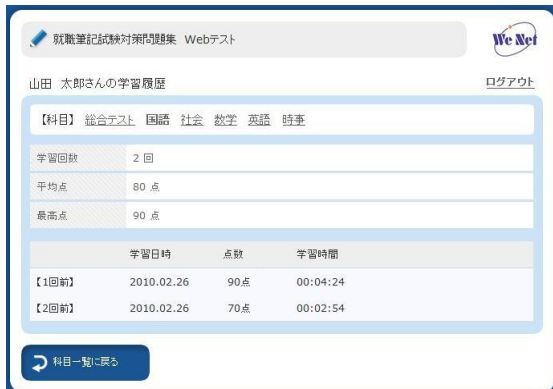 就職筆記試験対策問題集 Webテスト
We Net
山田 太郎さんの学習履歴 ログアウト
【科目】 総合テスト 国語 社会 数学 英語 時事
学習回数 2 回
平均点 80 点
最高点 90 点
学習日時 点数 学習時間
【1回前】 2010.02.26 90点 00:04:24
【2回前】 2010.02.26 70点 00:02:54
科目一覧に戻る